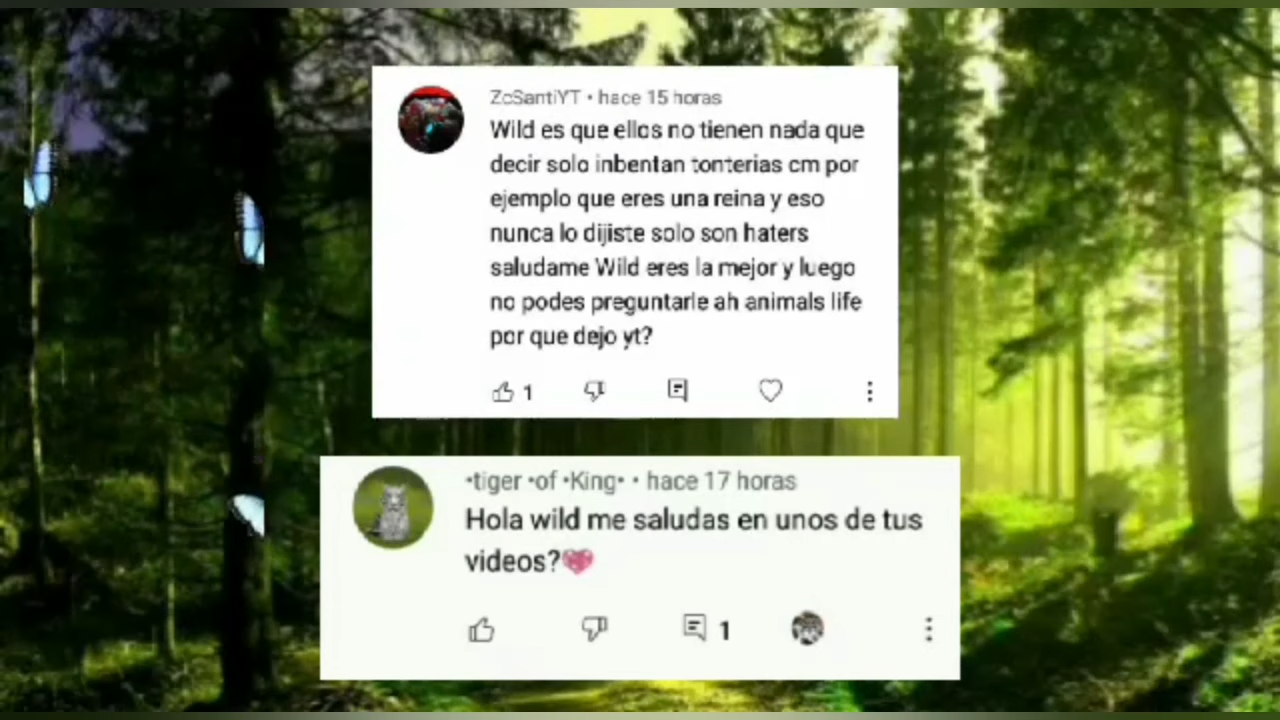 ZcSantiYT • hace 15 horas
Wild es que ellos no tienen nada que
decir solo inbentan tonterias cm por
ejemplo que eres una reina y eso
nunca lo dijiste solo son haters
saludame Wild eres la mejor y luego
no podes preguntarle ah animals life
por que dejo yt?
1
•tiger •of •King• • hace 17 horas
Hola wild me saludas en unos de tus
videos?💗
1